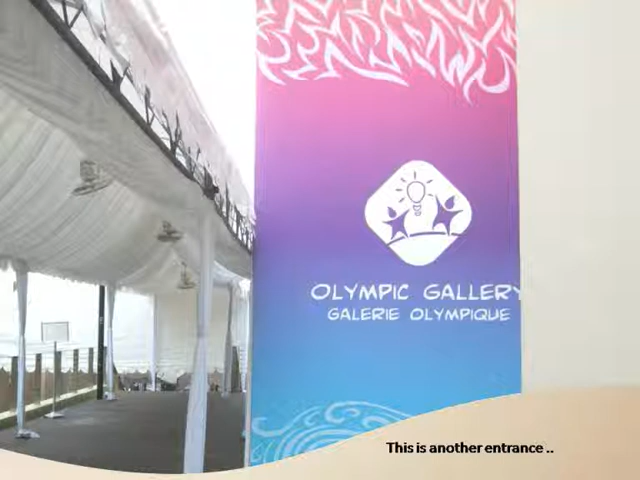 OLYMPIC GALLERY
GALERIE OLYMPIQUE
This is another entrance ..